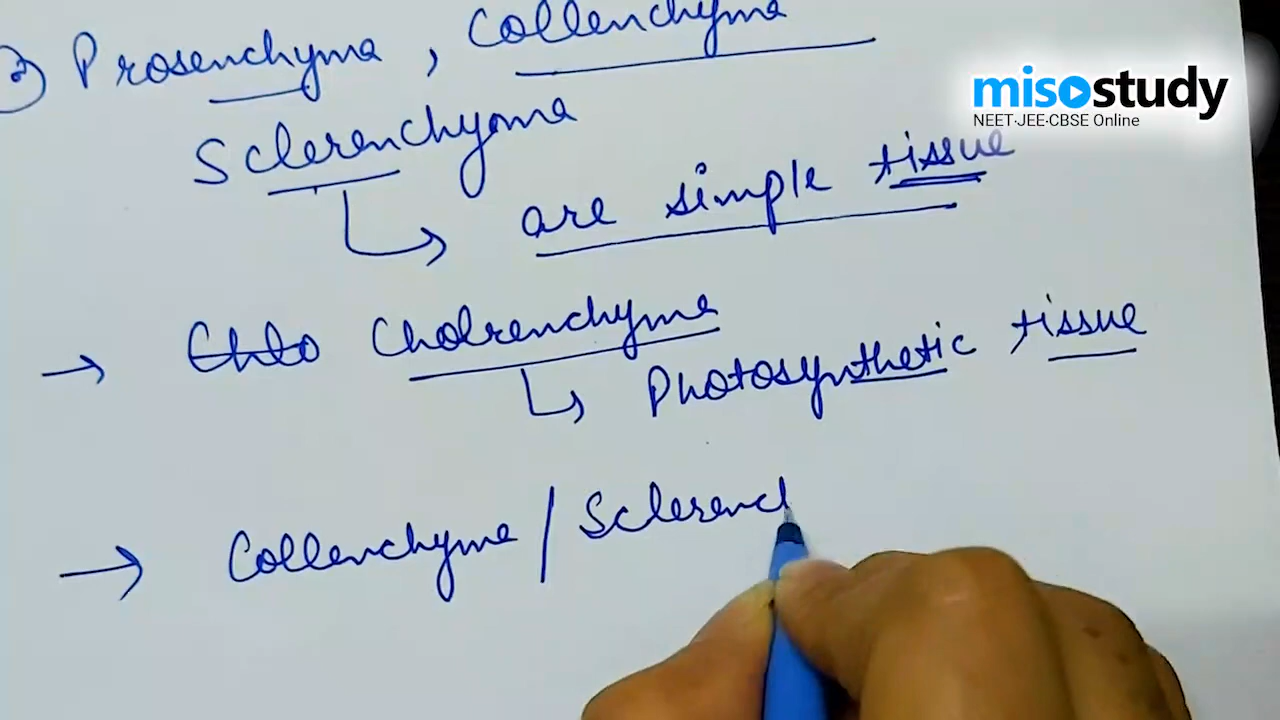 ② Prosenchyma , Collenchyma
misostudy
NEET-JEE-CBSE Online
Sclerenchyma
are simple tissue
→ Chlo Cholrenchyma
Photosynthetic tissue
→ Collenchyma / Sclerench